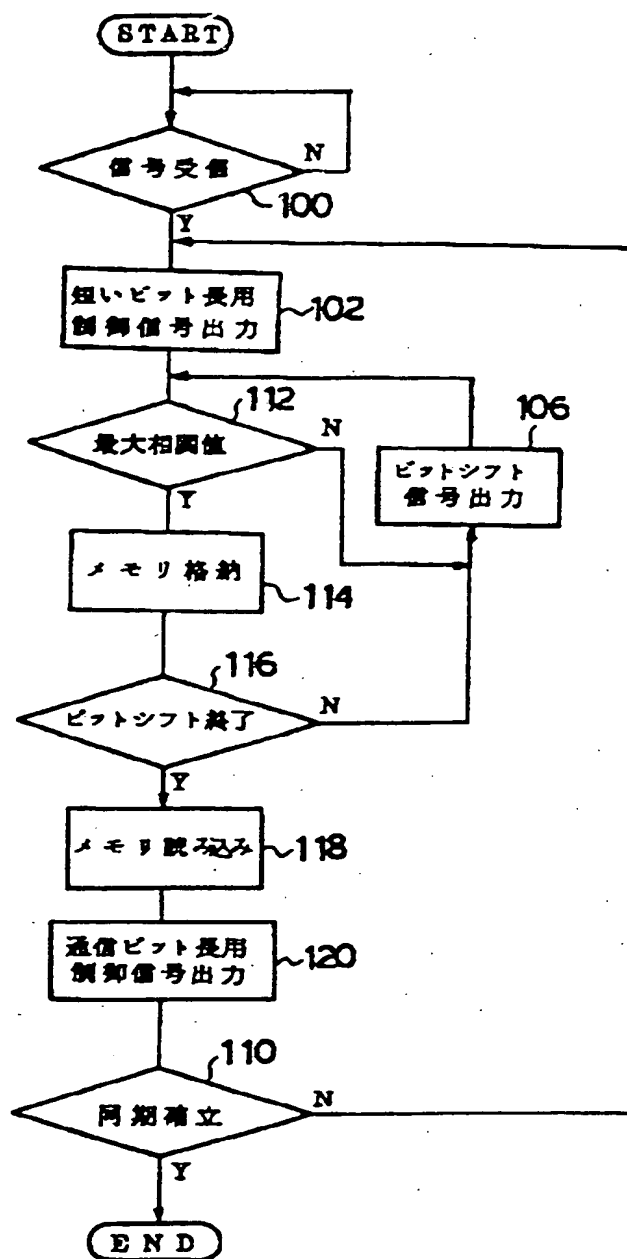 START
信号受信
N
100
Y
短いビット長用
制御信号出力
102
112
最大相関値
N
Y
106
ビットシフト
信号出力
メモリ格納
114
116
ビットシフト終了
N
Y
メモリ読み込み
118
通信ビット長用
制御信号出力
120
110
同期確立
N
Y
END